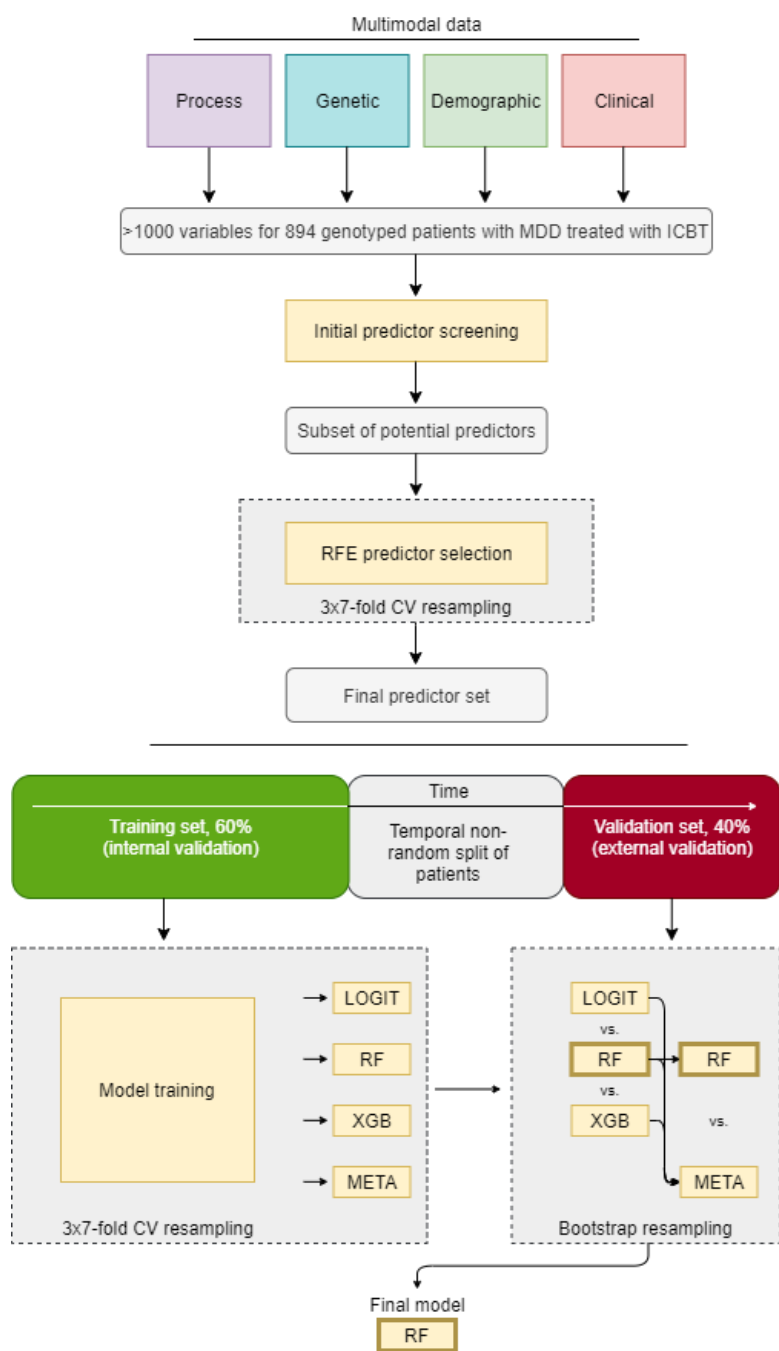 Multimodal data
Process
Genetic
Demographic
Clinical
>1000 variables for 894 genotyped patients with MDD treated with ICBT
Initial predictor screening
Subset of potential predictors
RFE predictor selection
3x7-fold CV resampling
Final predictor set
Time
Training set, 60%
(internal validation)
Temporal non-
random split of
patients
Validation set, 40%
(external validation)
Model training
LOGIT
RF
XGB
META
3x7-fold CV resampling
LOGIT
vs.
RF
RF
vs.
XGB
vs.
META
Bootstrap resampling
Final model
RF